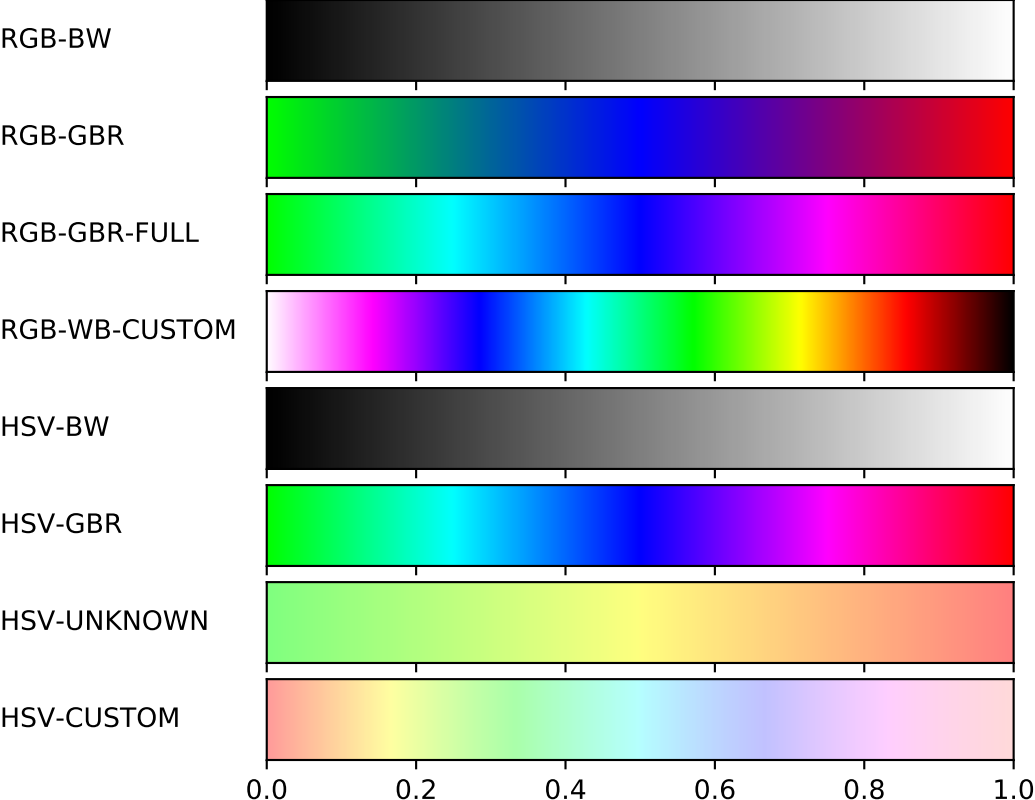 RGB-BW
RGB-GBR
RGB-GBR-FULL
RGB-WB-CUSTOM
HSV-BW
HSV-GBR
HSV-UNKNOWN
HSV-CUSTOM
0.0 0.2 0.4 0.6 0.8 1.0